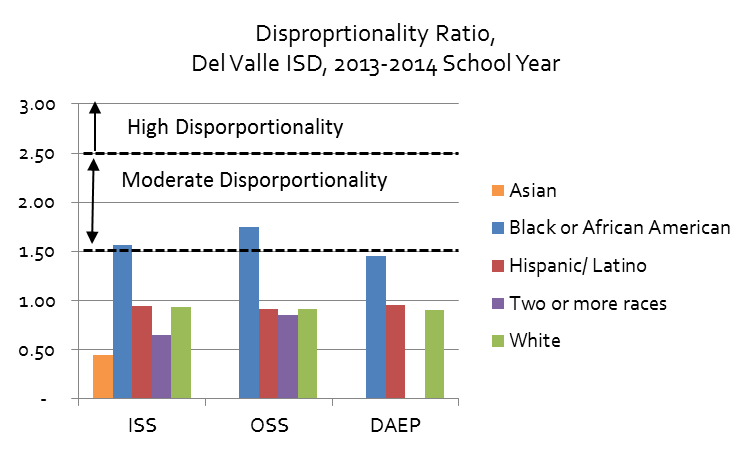 Disproprtionality Ratio,
Del Valle ISD, 2013-2014 School Year
3.00
High Disporportionality
2.50
Moderate Disporportionality
2.00
1.50
1.00
0.50
-
ISS
OSS
DAEP
Asian
Black or African American
Hispanic/ Latino
Two or more races
White